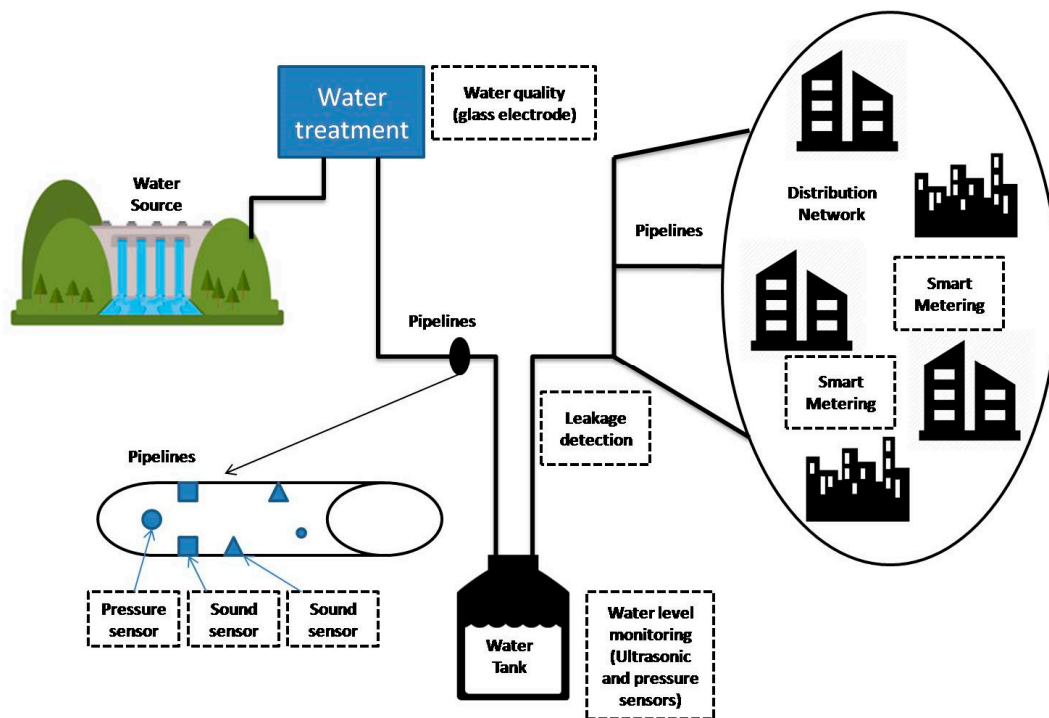 Water
treatment
Water quality
(glass electrode)
Water
Source
Distribution
Network
Pipelines
Smart
Metering
Pipelines
Smart
Metering
Leakage
detection
Pipelines
Pressure
sensor
Sound
sensor
Sound
sensor
Water
Tank
Water level
monitoring
(Ultrasonic
and pressure
sensors)